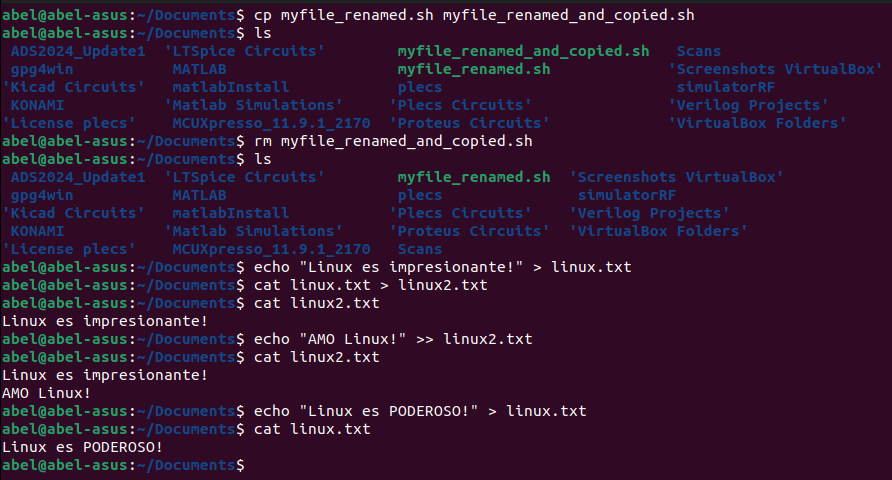 abel@abel-asus:~/Documents$ cp myfile_renamed.sh myfile_renamed_and_copied.sh
abel@abel-asus:~/Documents$ ls
 ADS2024_Update1  'LTSpice Circuits'         myfile_renamed_and_copied.sh   Scans
 gpg4win           MATLAB                    myfile_renamed.sh             'Screenshots VirtualBox'
'Kicad Circuits'   matlabInstall             plecs                          simulatorRF
 KONAMI           'Matlab Simulations'      'Plecs Circuits'               'Verilog Projects'
'License plecs'    MCUXpresso_11.9.1_2170   'Proteus Circuits'             'VirtualBox Folders'
abel@abel-asus:~/Documents$ rm myfile_renamed_and_copied.sh
abel@abel-asus:~/Documents$ ls
 ADS2024_Update1  'LTSpice Circuits'         myfile_renamed.sh  'Screenshots VirtualBox'
 gpg4win           MATLAB                    plecs               simulatorRF
'Kicad Circuits'   matlabInstall            'Plecs Circuits'    'Verilog Projects'
 KONAMI           'Matlab Simulations'      'Proteus Circuits'  'VirtualBox Folders'
'License plecs'    MCUXpresso_11.9.1_2170    Scans
abel@abel-asus:~/Documents$ echo "Linux es impresionante!" > linux.txt
abel@abel-asus:~/Documents$ cat linux.txt > linux2.txt
abel@abel-asus:~/Documents$ cat linux2.txt
Linux es impresionante!
abel@abel-asus:~/Documents$ echo "AMO Linux!" >> linux2.txt
abel@abel-asus:~/Documents$ cat linux2.txt
Linux es impresionante!
AMO Linux!
abel@abel-asus:~/Documents$ echo "Linux es PODEROSO!" > linux.txt
abel@abel-asus:~/Documents$ cat linux.txt
Linux es PODEROSO!
abel@abel-asus:~/Documents$